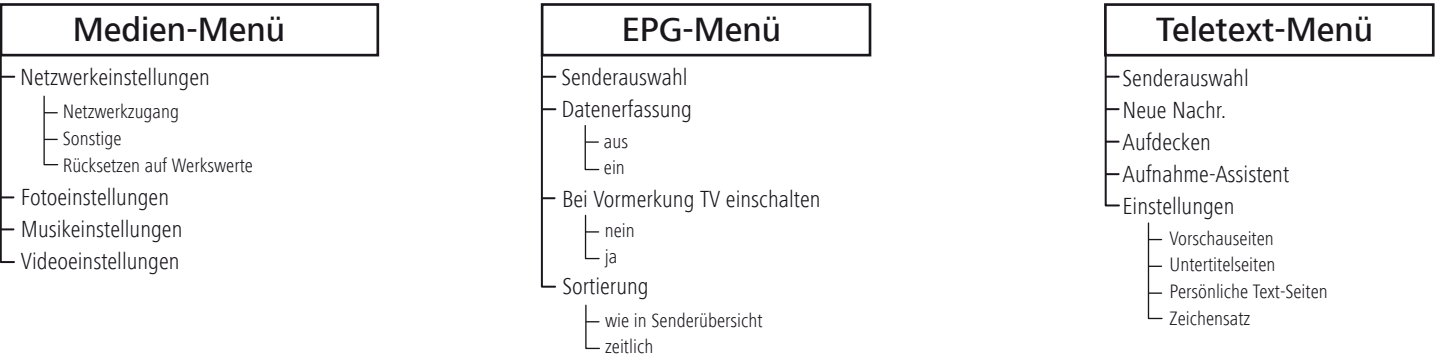 Medien-Menü
Netzwerkeinstellungen
Netzwerkzugang
Sonstige
Rücksetzen auf Werkswerte
Fotoeinstellungen
Musikeinstellungen
Videoeinstellungen
EPG-Menü
Senderauswahl
Datenerfassung
aus
ein
Bei Vormerkung TV einschalten
nein
ja
Sortierung
wie in Senderübersicht
zeitlich
Teletext-Menü
Senderauswahl
Neue Nachr.
Aufdecken
Aufnahme-Assistent
Einstellungen
Vorschauseiten
Untertitelseiten
Persönliche Text-Seiten
Zeichensatz